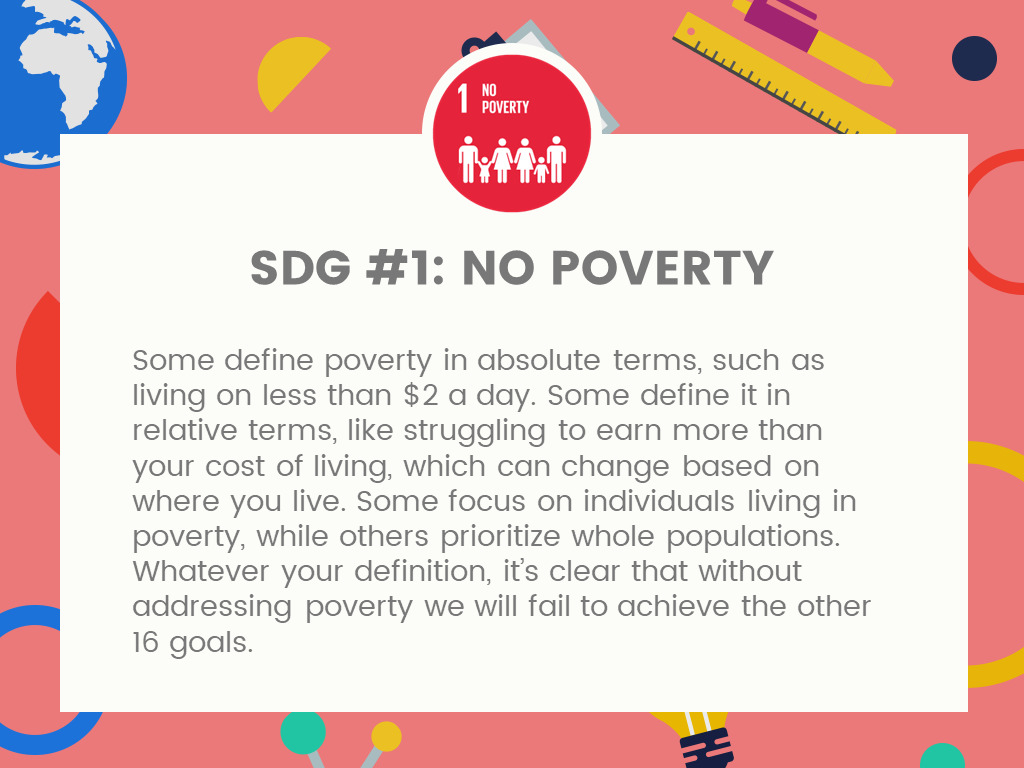 1 NO
POVERTY
SDG #1: NO POVERTY
Some define poverty in absolute terms, such as
living on less than $2 a day. Some define it in
relative terms, like struggling to earn more than
your cost of living, which can change based on
where you live. Some focus on individuals living in
poverty, while others prioritize whole populations.
Whatever your definition, it’s clear that without
addressing poverty we will fail to achieve the other
16 goals.